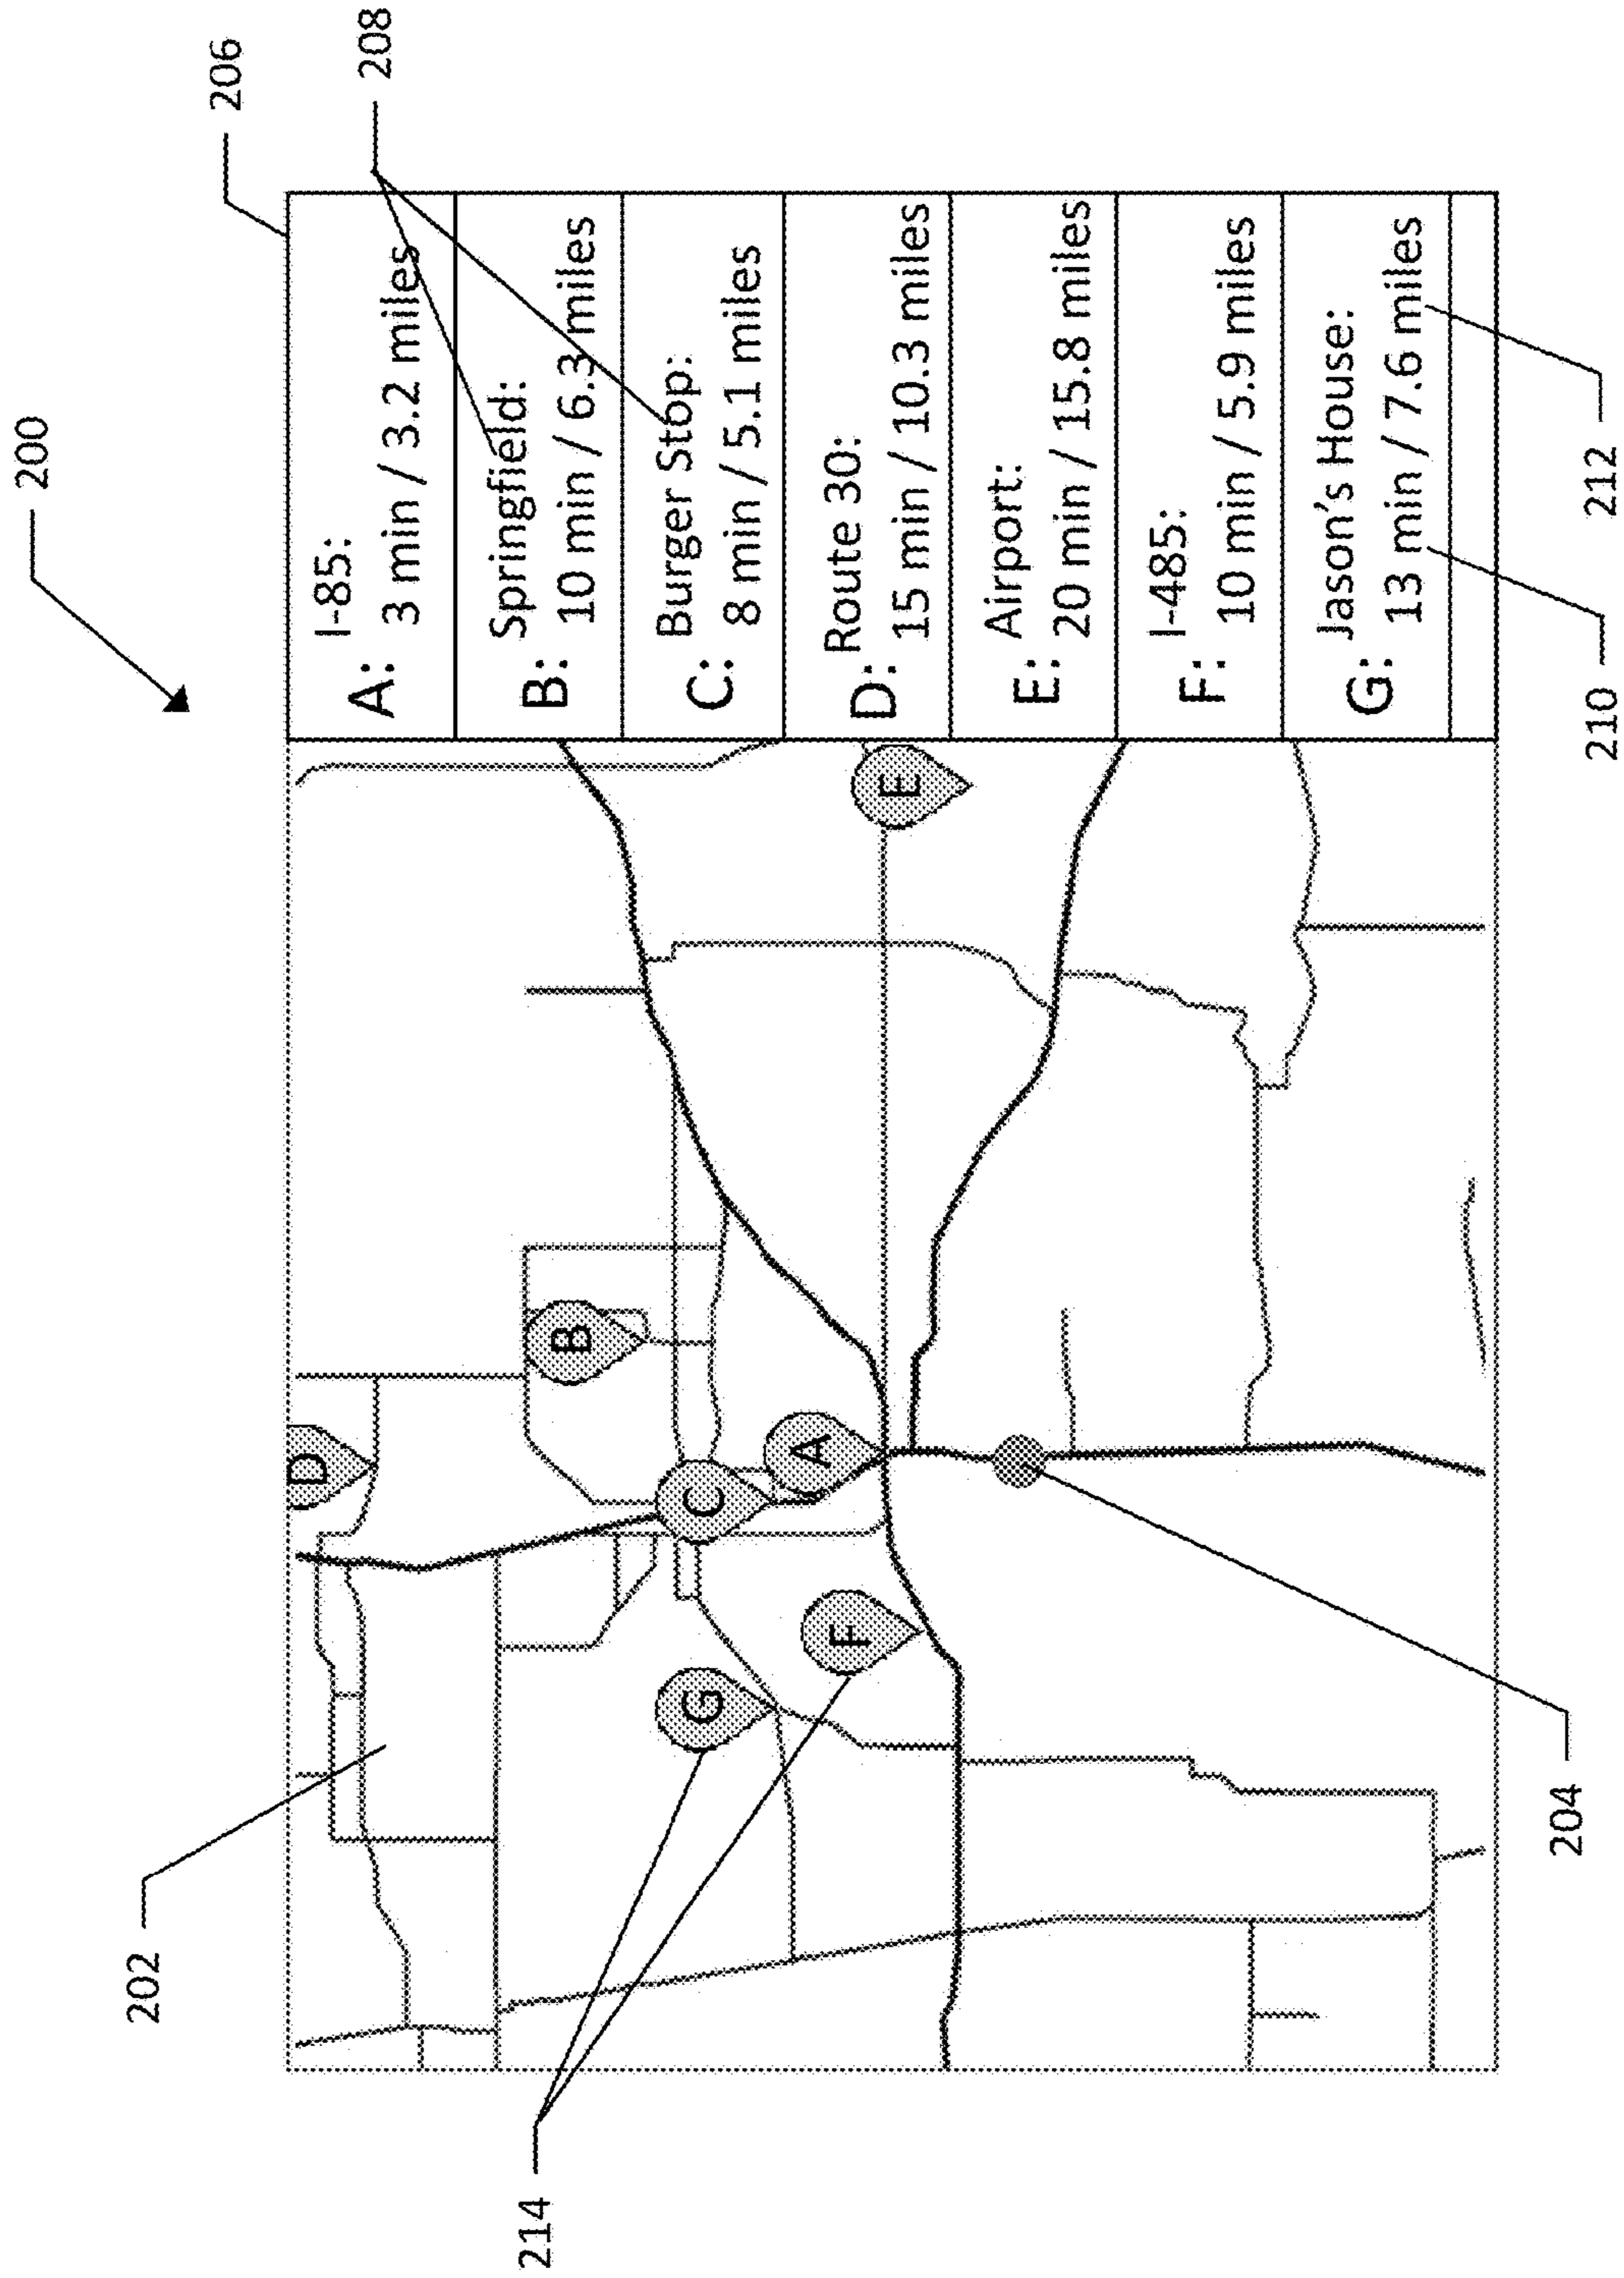 200
206
208
202
A: I-85:
3 min / 3.2 miles
B: Springfield:
10 min / 6.3 miles
C: Burger Stop:
8 min / 5.1 miles
D: Route 30:
15 min / 10.3 miles
E: Airport:
20 min / 15.8 miles
F: I-485:
10 min / 5.9 miles
G: Jason's House:
13 min / 7.6 miles
D
B
G
C
A
F
E
214
204
210
212